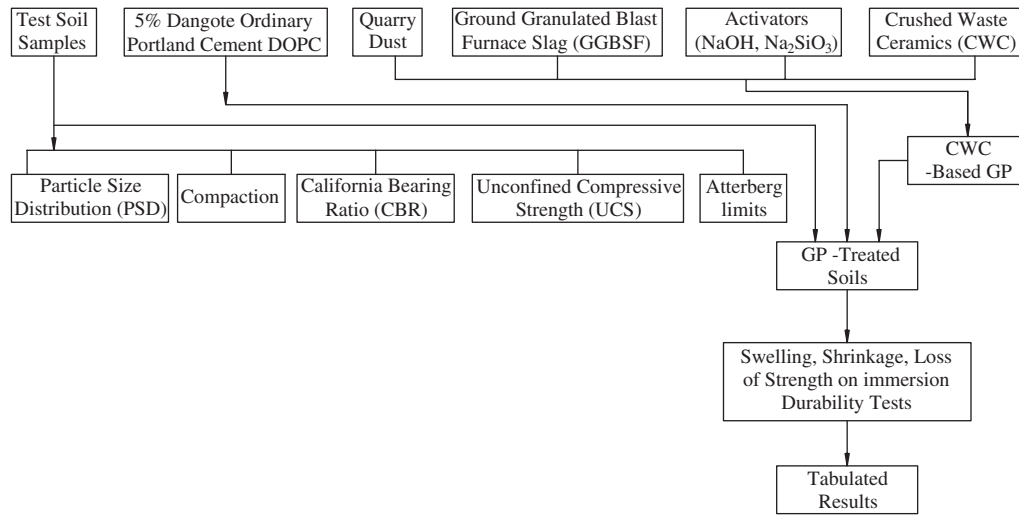 Test Soil
Samples
5% Dangote Ordinary
Portland Cement DOPC
Quarry
Dust
Ground Granulated Blast
Furnace Slag (GGBSF)
Activators
(NaOH, Na₂SiO₃)
Crushed Waste
Ceramics (CWC)
CWC
-Based GP
Particle Size
Distribution (PSD)
Compaction
California Bearing
Ratio (CBR)
Unconfined Compressive
Strength (UCS)
Atterberg
limits
GP -Treated
Soils
Swelling, Shrinkage, Loss
of Strength on immersion
Durability Tests
Tabulated
Results